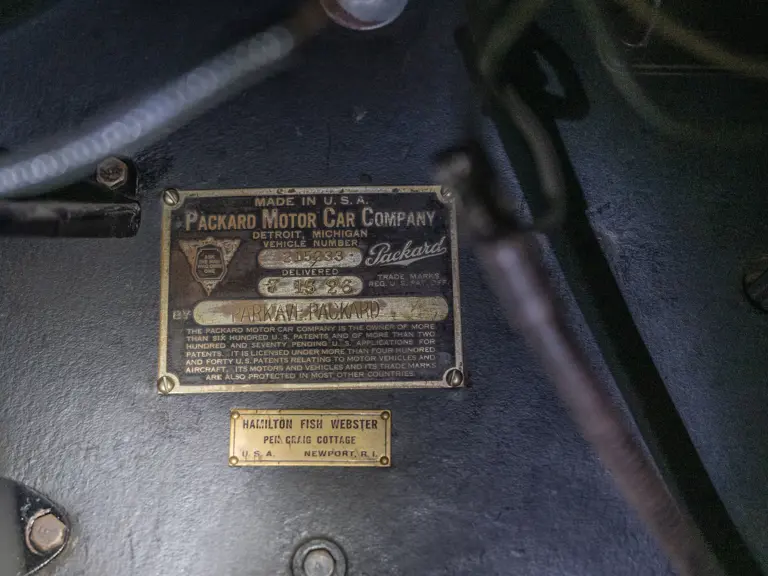 MADE IN U.S.A.
PACKARD MOTOR CAR COMPANY
DETROIT, MICHIGAN
VEHICLE NUMBER
Packard
DELIVERED
TRADE MARKS
REG. U.S. PAT. OFF.
BY PARK AVE. PACKARD
THE PACKARD MOTOR CAR COMPANY IS THE OWNER OF MORE
THAN SIX HUNDRED U.S. PATENTS AND OF MORE THAN TWO
HUNDRED AND SEVENTY PENDING U.S. APPLICATIONS FOR
PATENTS. IT IS LICENSED UNDER MORE THAN FOUR HUNDRED
AND FORTY U.S. PATENTS RELATING TO MOTOR VEHICLES AND
AIRCRAFT. ITS MOTORS AND VEHICLES AND ITS TRADE MARKS
ARE ALSO PROTECTED IN MOST OTHER COUNTRIES.
HAMILTON FISH WEBSTER
PEN CRAIG COTTAGE
U.S.A. NEWPORT, R.I.